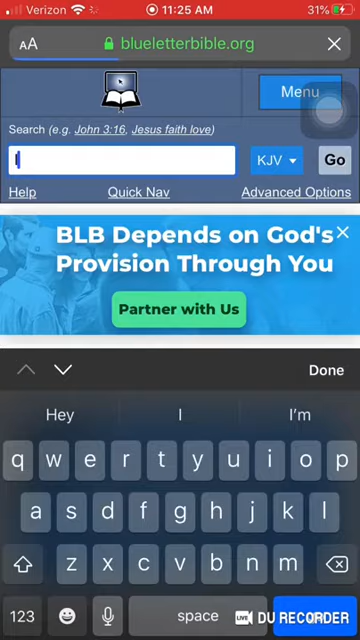 Verizon 11:25 AM 31%
AA blueletterbible.org
Menu
Search (e.g. John 3:16, Jesus faith love)
KJV Go
Help Quick Nav Advanced Options
BLB Depends on God's
Provision Through You
Partner with Us
Done
Hey I I'm
q w e r t y u i o p
a s d f g h j k l
z x c v b n m
123 space LIVE DU RECORDER